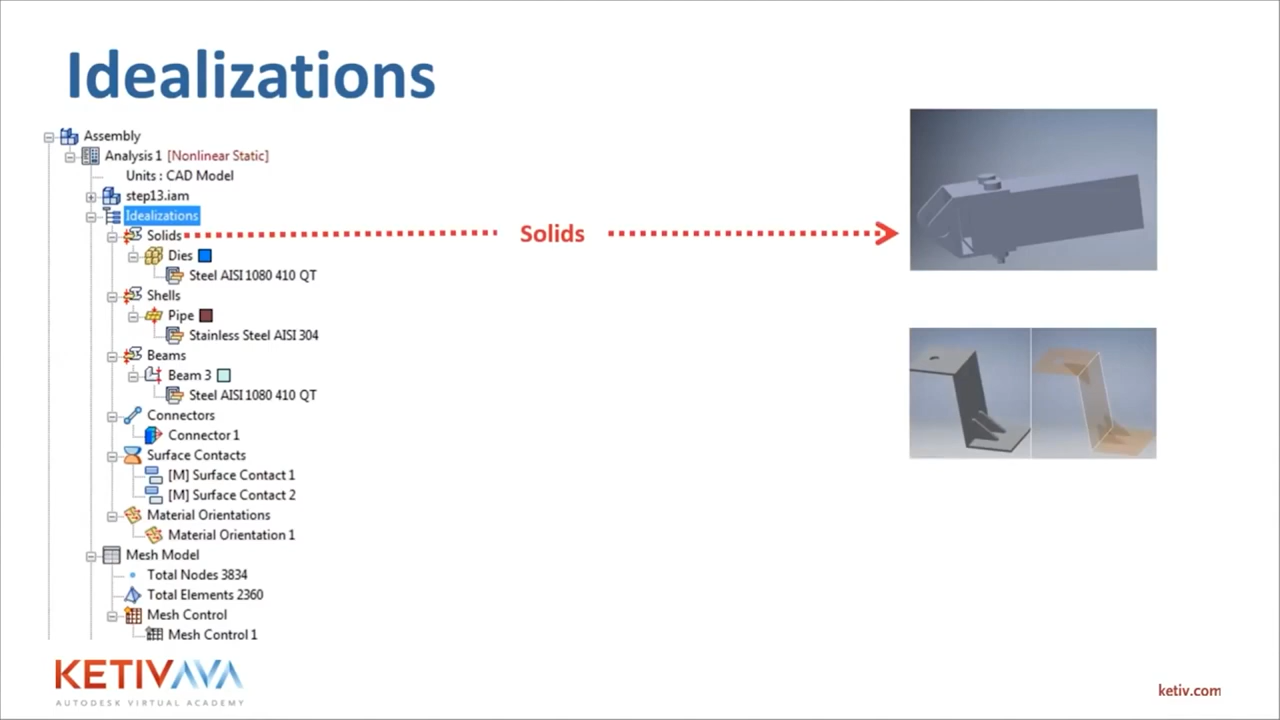 Idealizations
Assembly
Analysis 1 [Nonlinear Static]
Units : CAD Model
step13.iam
Idealizations
Solids
Solids
Dies
Steel AISI 1080 410 QT
Shells
Pipe
Stainless Steel AISI 304
Beams
Beam 3
Steel AISI 1080 410 QT
Connectors
Connector 1
Surface Contacts
[M] Surface Contact 1
[M] Surface Contact 2
Material Orientations
Material Orientation 1
Mesh Model
Total Nodes 3834
Total Elements 2360
Mesh Control
Mesh Control 1
KETIVAVA
AUTODESK VIRTUAL ACADEMY
ketiv.com